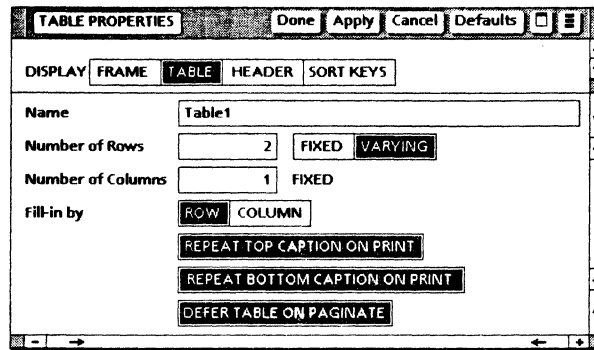 TABLE PROPERTIES Done Apply Cancel Defaults
DISPLAY FRAME TABLE HEADER SORT KEYS
Name Table1
Number of Rows 2 FIXED VARYING
Number of Columns 1 FIXED
Fill-in by ROW COLUMN
REPEAT TOP CAPTION ON PRINT
REPEAT BOTTOM CAPTION ON PRINT
DEFER TABLE ON PAGINATE